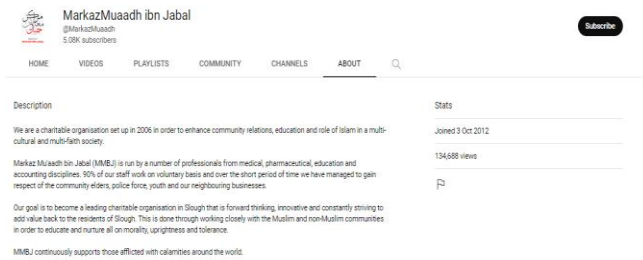 MarkazMuaadh ibn Jabal
@MarkazMuaadh
5.08K subscribers
Subscribe
HOME VIDEOS PLAYLISTS COMMUNITY CHANNELS ABOUT
Description
We are a charitable organisation set up in 2006 in order to enhance community relations, education and role of Islam in a multi-
cultural and multi-faith society.
Markaz Mu'aadh bin Jabal (MMBJ) is run by a number of professionals from medical, pharmaceutical, education and
accounting disciplines. 90% of our staff work on voluntary basis and over the short period of time we have managed to gain
respect of the community elders, police force, youth and our neighbouring businesses.
Our goal is to become a leading charitable organisation in Slough that is forward thinking, innovative and constantly striving to
add value back to the residents of Slough. This is done through working closely with the Muslim and non-Muslim communities
in order to educate and nurture all on morality, uprightness and tolerance.
MMBJ continuously supports those afflicted with calamities around the world.
Stats
Joined 3 Oct 2012
134,688 views